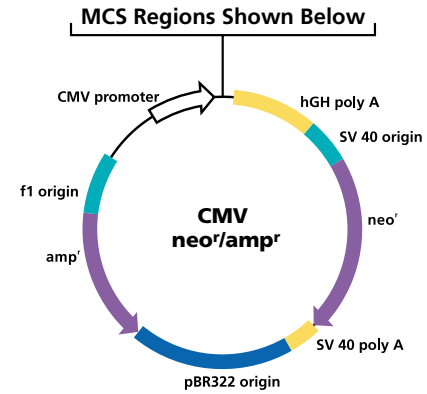 MCS Regions Shown Below
CMV promoter
hGH poly A
SV 40 origin
f1 origin
CMV
neoʳ/ampʳ
neoʳ
ampʳ
SV 40 poly A
pBR322 origin